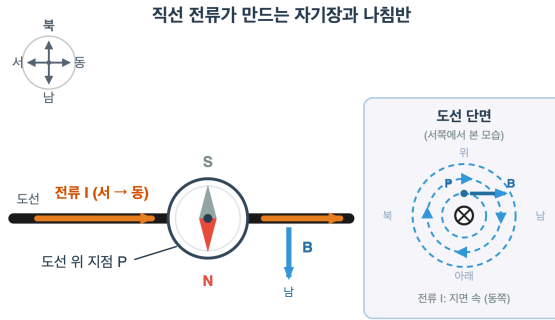 직선 전류가 만드는 자기장과 나침반
북
서
동
남
도선
전류 I (서 → 동)
S
N
도선 위 지점 P
B
남
도선 단면
(서쪽에서 본 모습)
위
P
B
북
남
아래
전류 I: 지면 속 (동쪽)